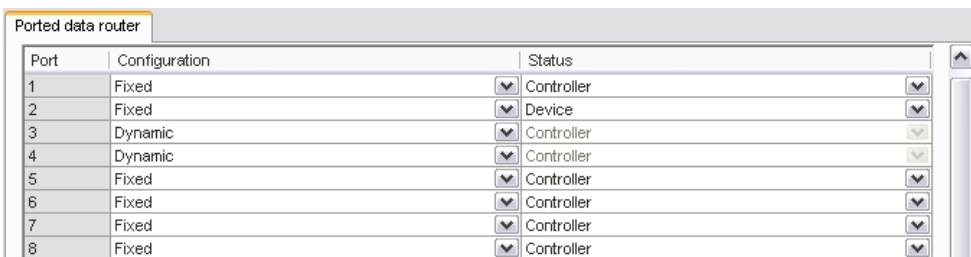 Ported data router
Port Configuration Status
1 Fixed Controller
2 Fixed Device
3 Dynamic Controller
4 Dynamic Controller
5 Fixed Controller
6 Fixed Controller
7 Fixed Controller
8 Fixed Controller